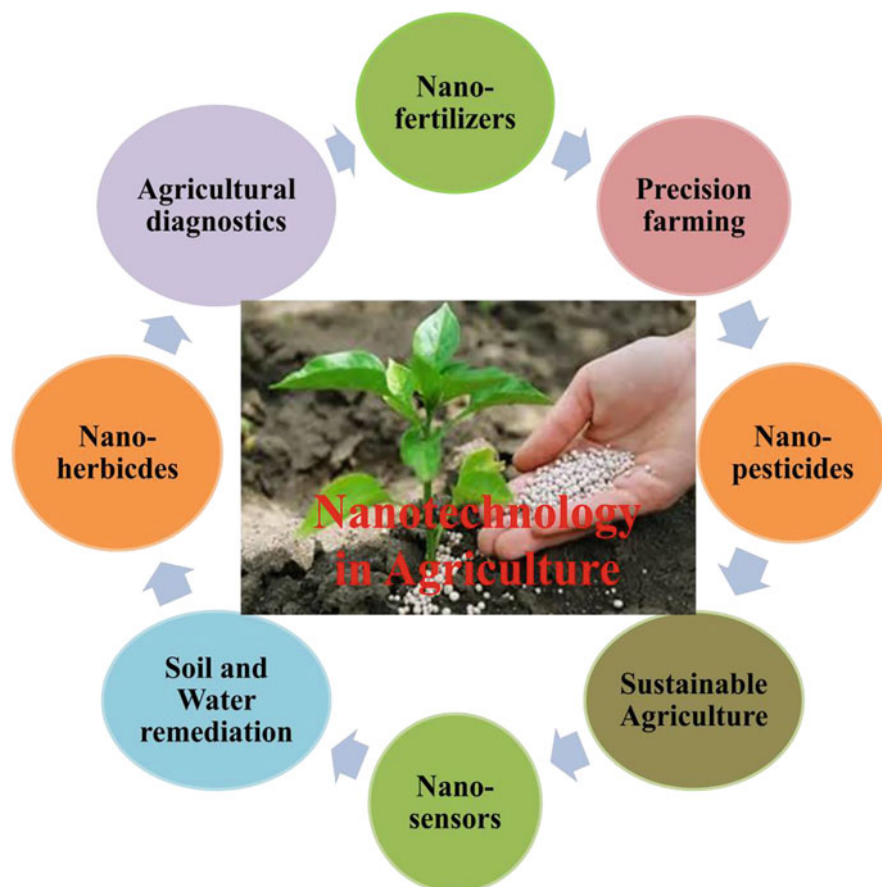 Nano-
fertilizers
Precision
farming
Nano-
pesticides
Sustainable
Agriculture
Nano-
sensors
Soil and
Water
remediation
Nano-
herbicdes
Agricultural
diagnostics
Nanotechnology
in Agriculture